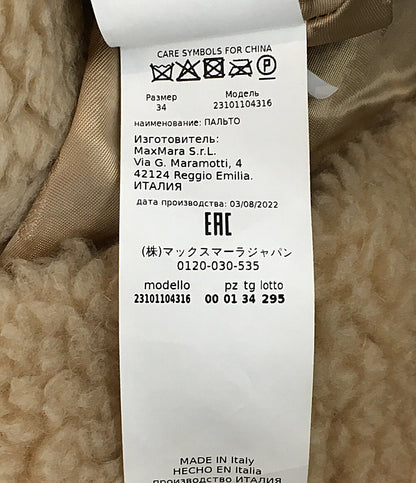 CARE SYMBOLS FOR CHINA
P
Размер Модель
34 23101104316
наименование: ПАЛЬТО
Изготовитель:
MaxMara S.r.L.
Via G. Maramotti, 4
42124 Reggio Emilia.
ИТАЛИЯ
дата производства: 03/08/2022
EAC
(株)マックスマーラジャパン
0120-030-535
modello pz tg lotto
23101104316 00 01 34 295
MADE IN Italy
HECHO EN Italia
производство ИТАЛИЯ